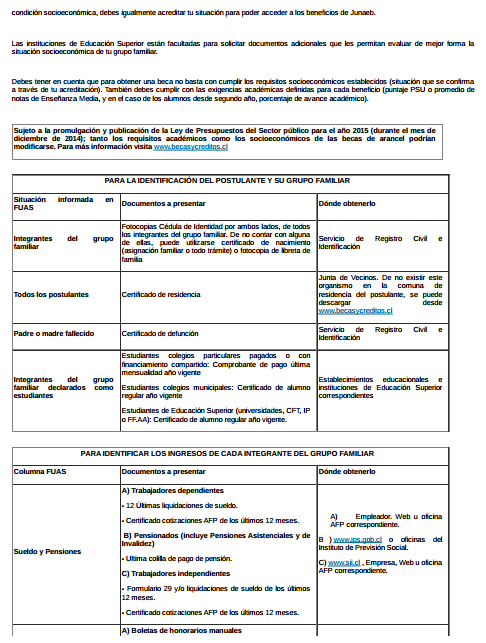 condición socioeconómica, debes igualmente acreditar tu situación para poder acceder a los beneficios de Junaeb.
Las instituciones de Educación Superior están facultadas para solicitar documentos adicionales que les permitan evaluar de mejor forma la
situación socioeconómica de tu grupo familiar.
Debes tener en cuenta que para obtener una beca no basta con cumplir los requisitos socioeconómicos establecidos (situación que se confirma
a través de tu acreditación). También debes cumplir con las exigencias académicas definidas para cada beneficio (puntaje PSU o promedio de
notas de Enseñanza Media, y en el caso de los alumnos desde segundo año, porcentaje de avance académico).
Sujeto a la promulgación y publicación de la Ley de Presupuestos del Sector público para el año 2015 (durante el mes de
diciembre de 2014); tanto los requisitos académicos como los socioeconómicos de las becas de arancel podrían
modificarse. Para más información visita www.becasycreditos.cl
PARA LA IDENTIFICACIÓN DEL POSTULANTE Y SU GRUPO FAMILIAR
Situación informada en
FUAS
Documentos a presentar
Dónde obtenerlo
Integrantes del grupo
familiar
Fotocopias Cédula de Identidad por ambos lados, de todos
los integrantes del grupo familiar. De no contar con alguna
de ellas, puede utilizarse certificado de nacimiento
(asignación familiar o todo trámite) o fotocopia de libreta de
familia
Servicio de Registro Civil e
Identificación
Todos los postulantes
Certificado de residencia
Junta de Vecinos. De no existir este
organismo en la comuna de
residencia del postulante, se puede
descargar desde
www.becasycreditos.cl
Padre o madre fallecido
Certificado de defunción
Servicio de Registro Civil e
Identificación
Integrantes del grupo
familiar declarados como
estudiantes
Estudiantes colegios particulares pagados o con
financiamiento compartido: Comprobante de pago última
mensualidad año vigente
Estudiantes colegios municipales: Certificado de alumno
regular año vigente
Estudiantes de Educación Superior (universidades, CFT, IP
o FF.AA): Certificado de alumno regular año vigente.
Establecimientos educacionales e
instituciones de Educación Superior
correspondientes
PARA IDENTIFICAR LOS INGRESOS DE CADA INTEGRANTE DEL GRUPO FAMILIAR
Columna FUAS
Documentos a presentar
Dónde obtenerlo
Sueldo y Pensiones
A) Trabajadores dependientes
• 12 Últimas liquidaciones de sueldo.
• Certificado cotizaciones AFP de los últimos 12 meses.
B) Pensionados (incluye Pensiones Asistenciales y de
Invalidez)
• Ultima colilla de pago de pensión.
C) Trabajadores independientes
• Formulario 29 y/o liquidaciones de sueldo de los últimos
12 meses.
• Certificado cotizaciones AFP de los últimos 12 meses.
A) Empleador. Web u oficina
AFP correspondiente.
B ) www.ips.gob.cl o oficinas del
Instituto de Previsión Social.
C) www.sii.cl , Empresa, Web u oficina
AFP correspondiente.
A) Boletas de honorarios manuales